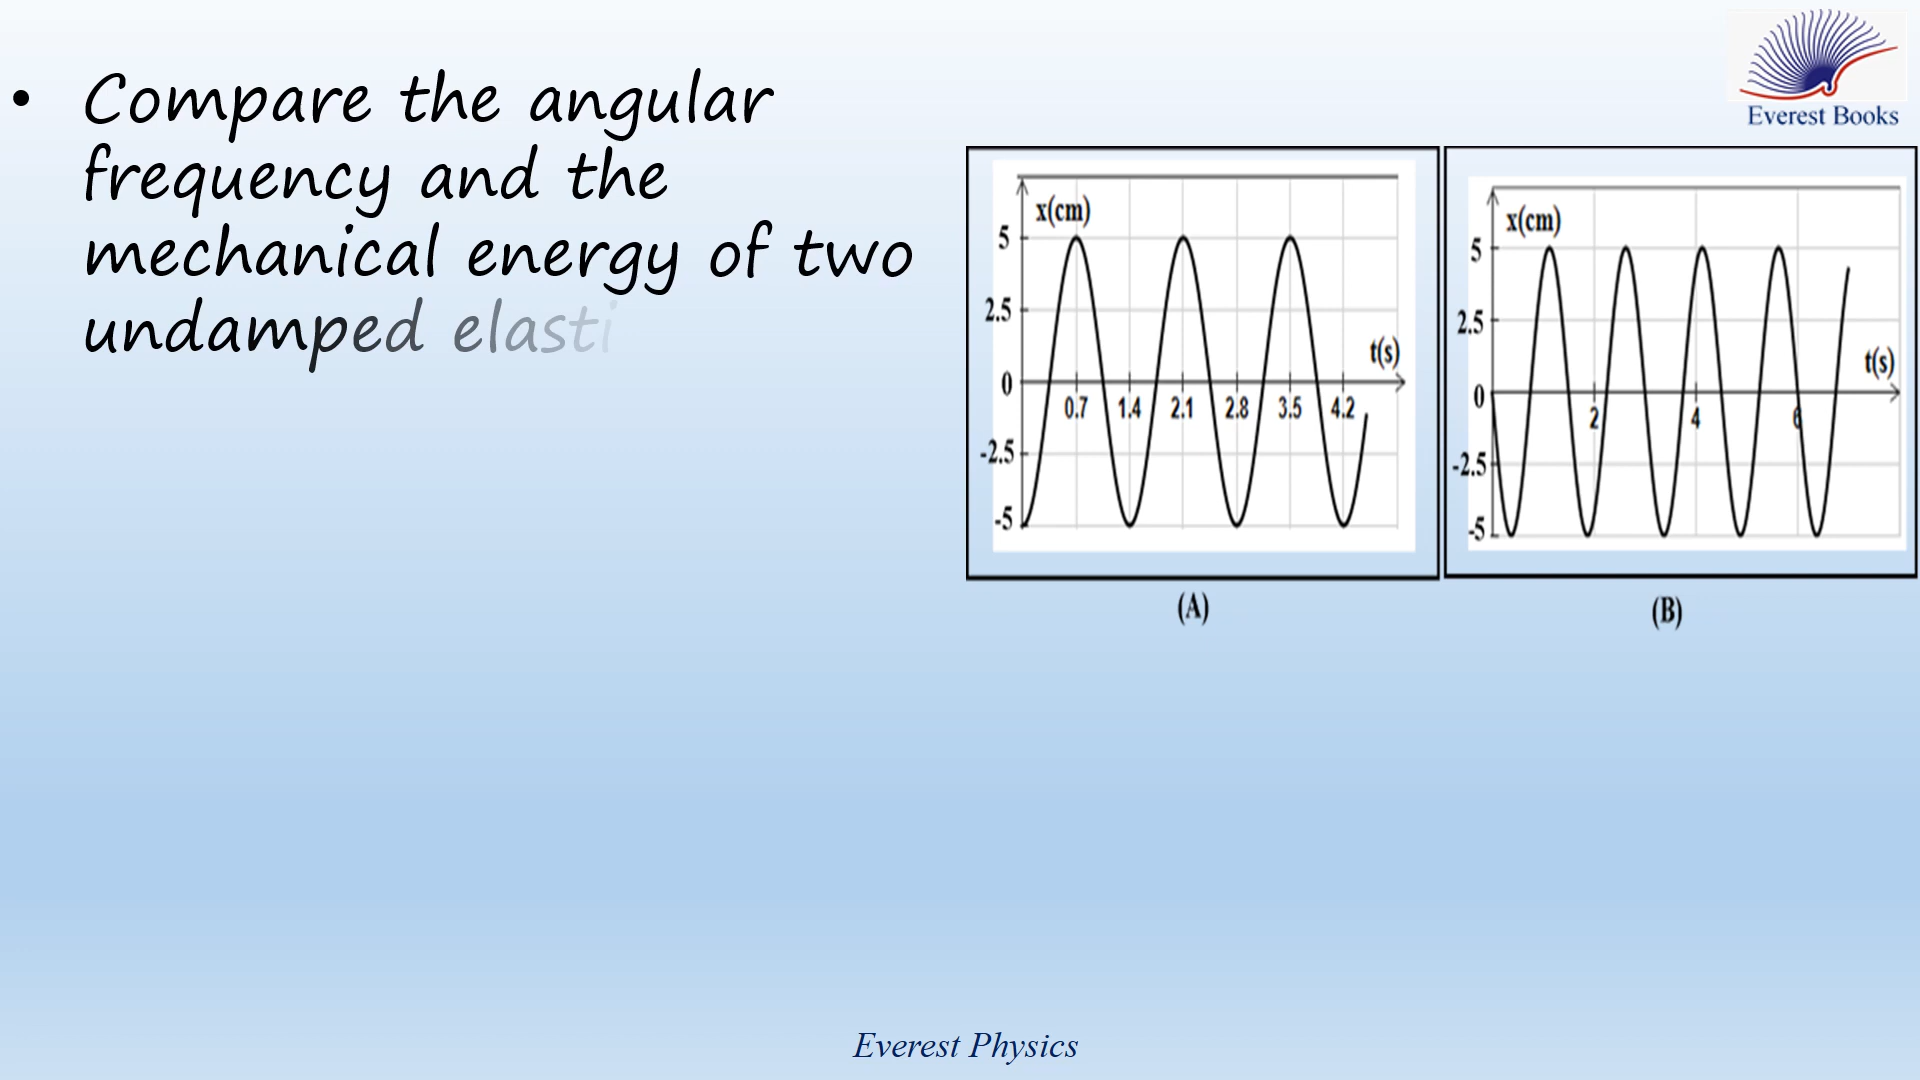 • Compare the angular
frequency and the
mechanical energy of two
undamped elasti
Everest Books
x(cm)
5
2.5
0
-2.5
-5
t(s)
0.7 1.4 2.1 2.8 3.5 4.2
(A)
x(cm)
5
2.5
0
-2.5
-5
t(s)
2 4 6
(B)
Everest Physics